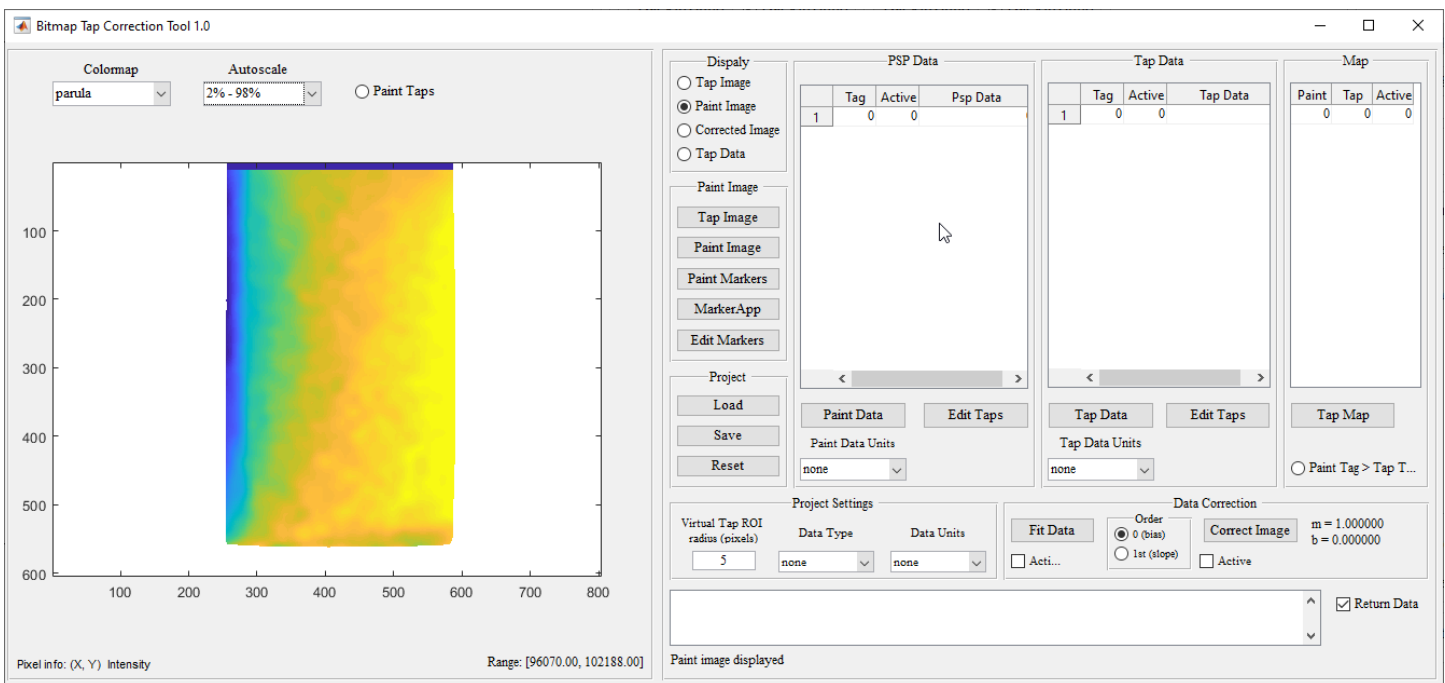 Bitmap Tap Correction Tool 1.0
Colormap
Autoscale
parula
2% - 98%
Paint Taps
100
200
300
400
500
600
100
200
300
400
500
600
700
800
Pixel info: (X, Y) Intensity
Range: [96070.00, 102188.00]
Dispaly
Tap Image
Paint Image
Corrected Image
Tap Data
Paint Image
Tap Image
Paint Image
Paint Markers
MarkerApp
Edit Markers
Project
Load
Save
Reset
PSP Data
Tag Active Psp Data
1 0 0
Paint Data
Edit Taps
Paint Data Units
none
Tap Data
Tag Active Tap Data
1 0 0
Tap Data
Edit Taps
Tap Data Units
none
Map
Paint Tap Active
0 0 0
Tap Map
Paint Tag > Tap T...
Project Settings
Virtual Tap ROI
radius (pixels)
5
Data Type
none
Data Units
none
Data Correction
Fit Data
Acti...
Order
0 (bias)
1st (slope)
Correct Image
Active
m = 1.000000
b = 0.000000
Return Data
Paint image displayed